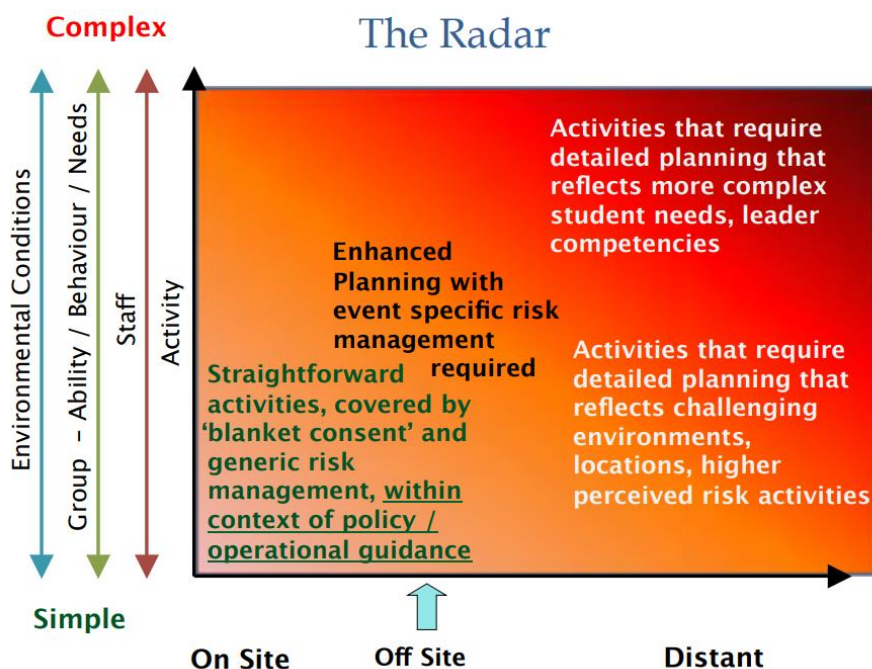 Complex
The Radar
Environmental Conditions
Group – Ability / Behaviour / Needs
Staff
Activity
Activities that require
detailed planning that
reflects more complex
student needs, leader
competencies
Enhanced
Planning with
event specific risk
management
required
Straightforward
activities, covered by
‘blanket consent’ and
generic risk
management, within
context of policy /
operational guidance
Activities that require
detailed planning that
reflects challenging
environments,
locations, higher
perceived risk activities
Simple
On Site
Off Site
Distant